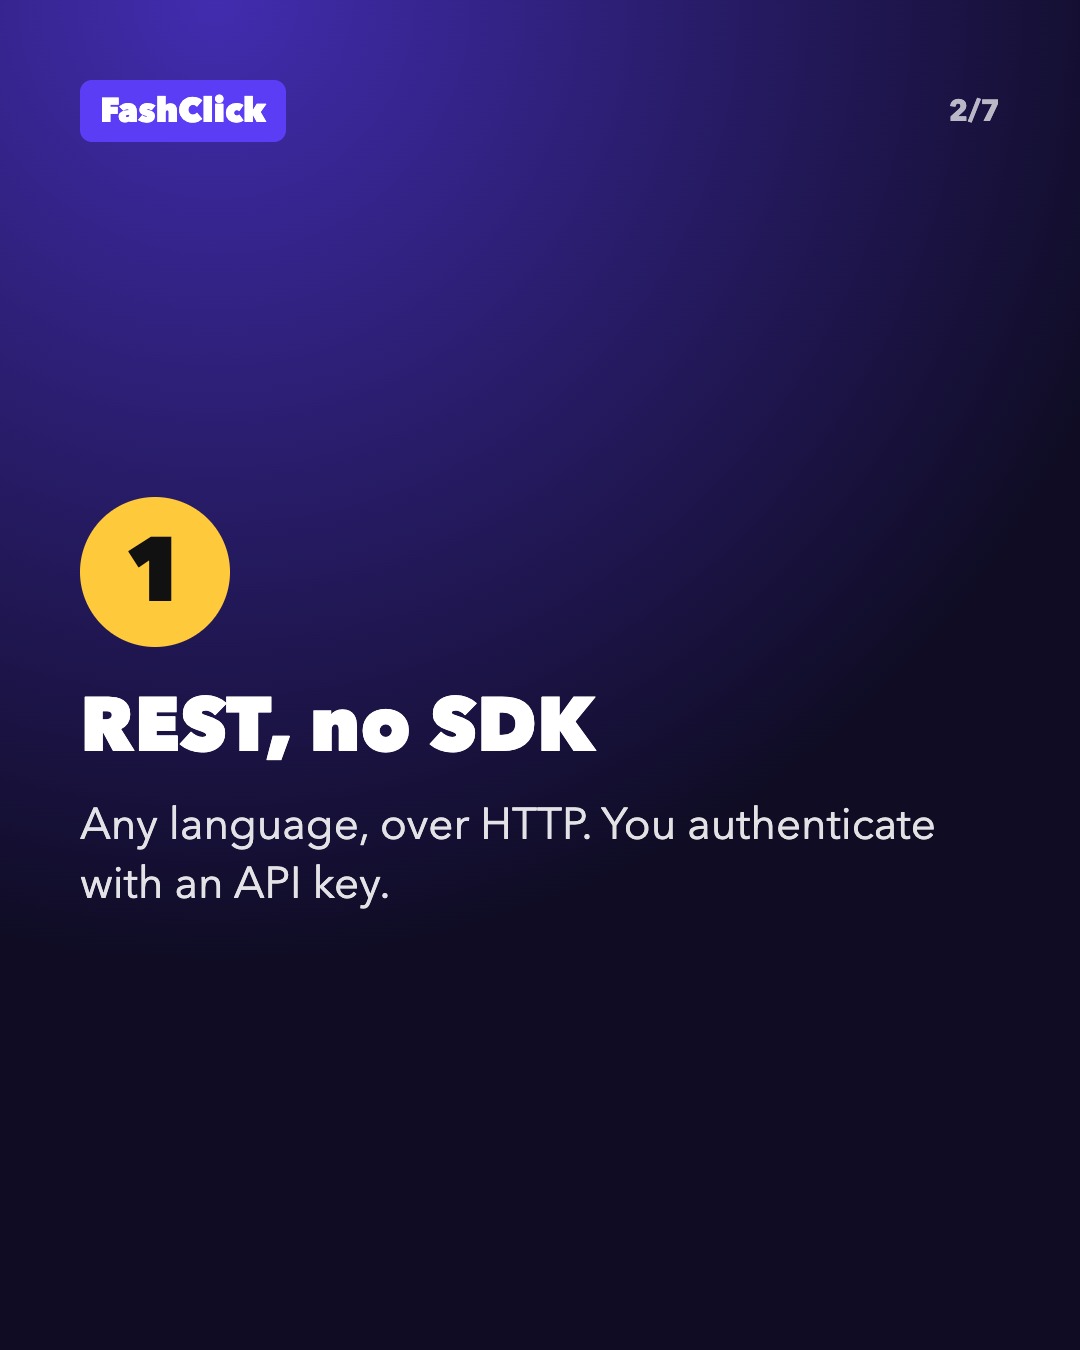 FashClick
2/7
1
REST, no SDK
Any language, over HTTP. You authenticate
with an API key.